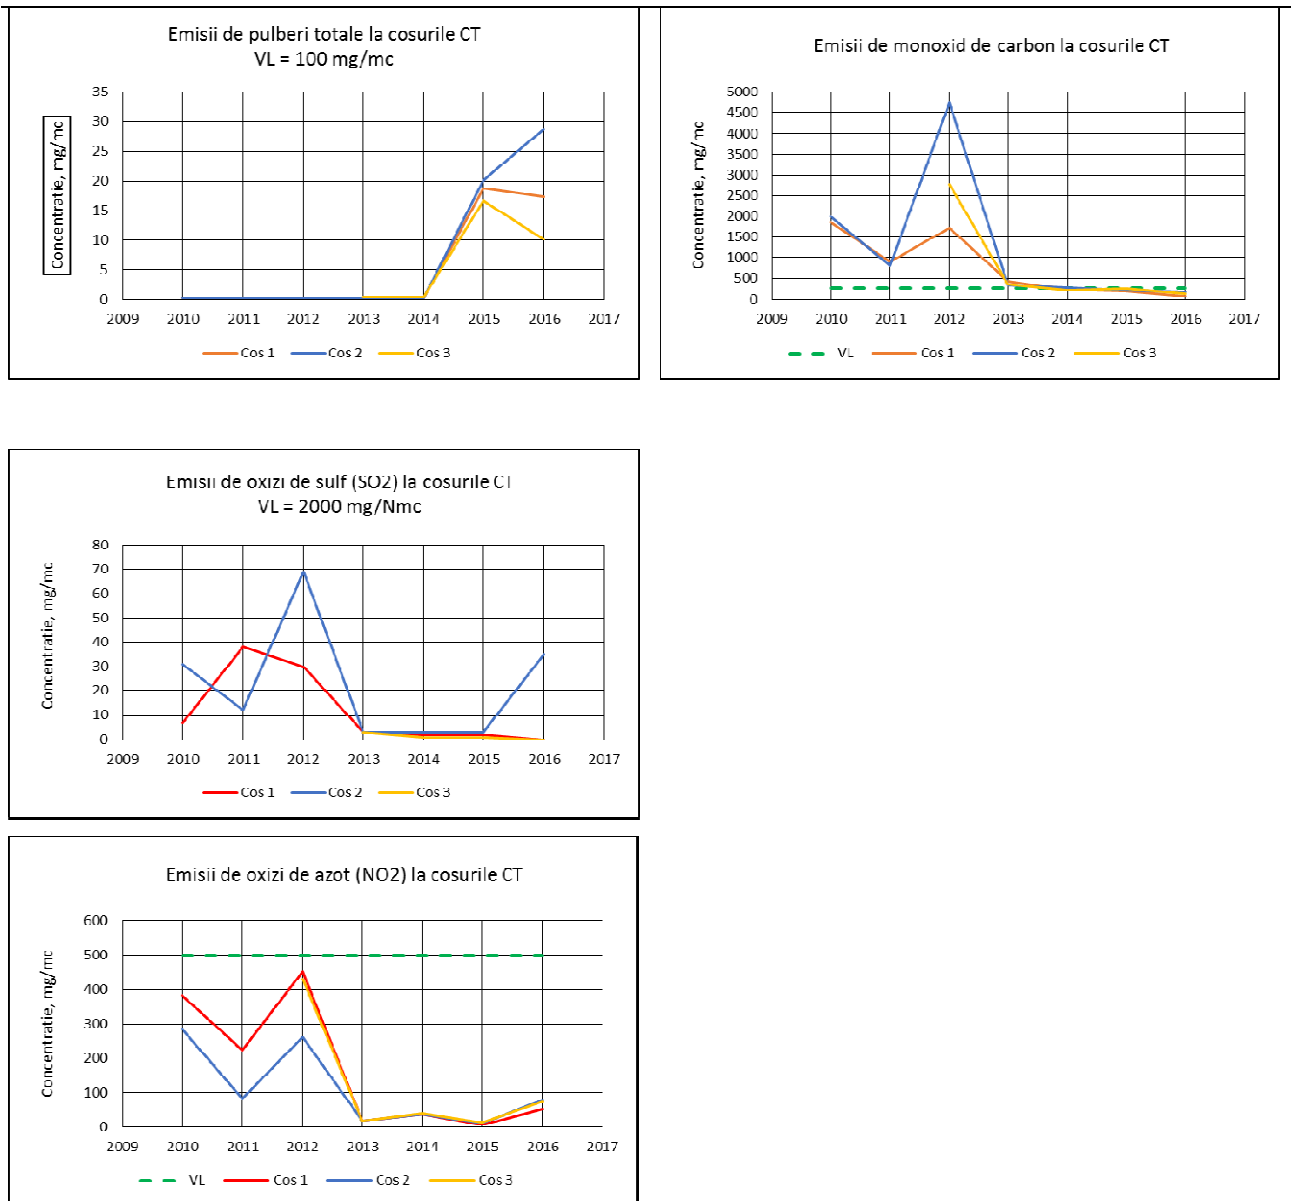 Emisii de pulberi totale la cosurile CT
VL = 100 mg/mc
Concentratie, mg/mc
35
30
25
20
15
10
5
0
2009 2010 2011 2012 2013 2014 2015 2016 2017
Cos 1 Cos 2 Cos 3
Emisii de monoxid de carbon la cosurile CT
Concentratie, mg/mc
5000
4500
4000
3500
3000
2500
2000
1500
1000
500
0
2009 2010 2011 2012 2013 2014 2015 2016 2017
VL Cos 1 Cos 2 Cos 3
Emisii de oxizi de sulf (SO2) la cosurile CT
VL = 2000 mg/Nmc
Concentratie, mg/mc
80
70
60
50
40
30
20
10
0
2009 2010 2011 2012 2013 2014 2015 2016 2017
Cos 1 Cos 2 Cos 3
Emisii de oxizi de azot (NO2) la cosurile CT
Concentratie, mg/mc
600
500
400
300
200
100
0
2009 2010 2011 2012 2013 2014 2015 2016 2017
VL Cos 1 Cos 2 Cos 3